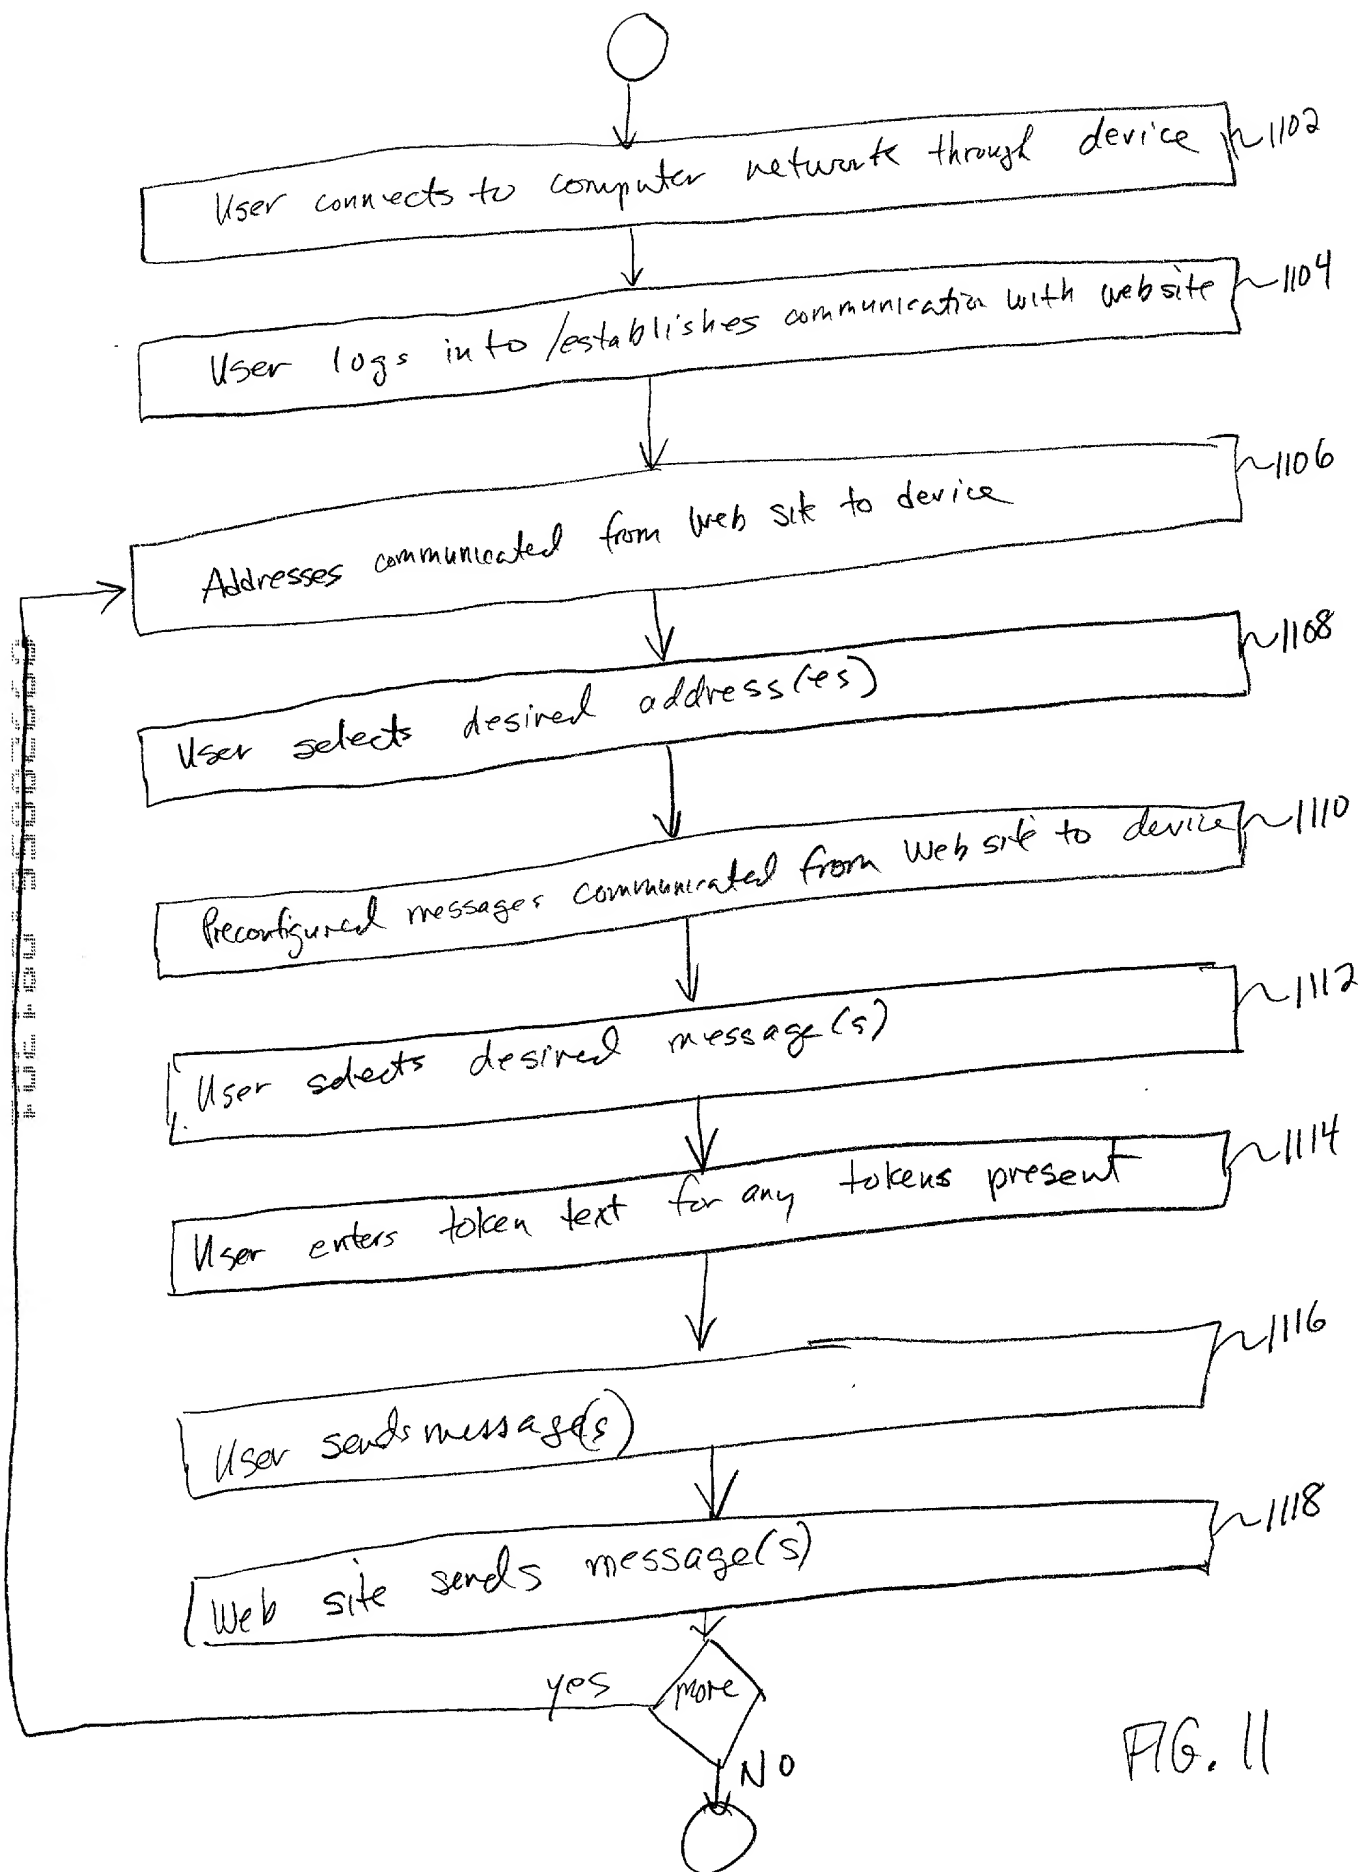 User connects to computer network through device 1102
User logs into/establishes communication with website 1104
Addresses communicated from Web site to device 1106
User selects desired address(es) 1108
Preconfigured messages communicated from Web site to device 1110
User selects desired message(s) 1112
User enters token text for any tokens present 1114
User sends message(s) 1116
Web site sends message(s) 1118
yes more
NO
FIG. 11